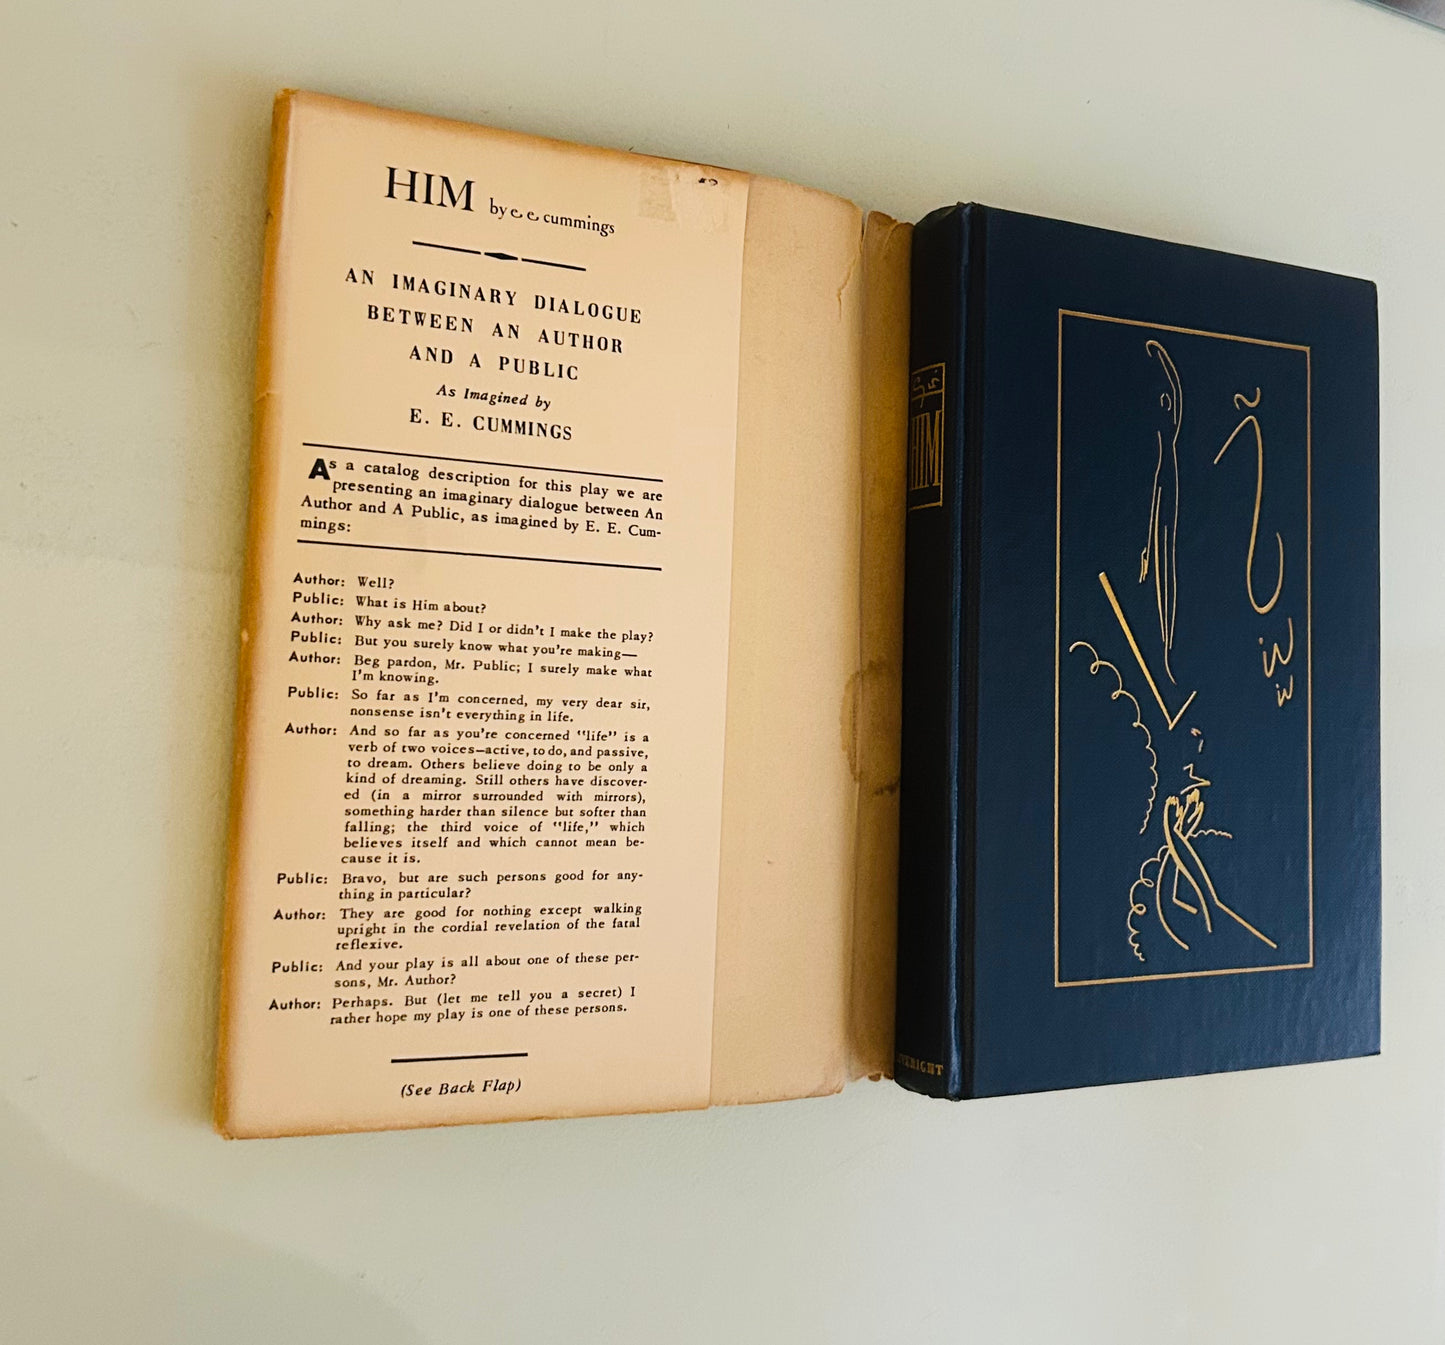 HIM by e. e. cummings
AN IMAGINARY DIALOGUE
BETWEEN AN AUTHOR
AND A PUBLIC
As Imagined by
E. E. CUMMINGS
As a catalog description for this play we are
presenting an imaginary dialogue between An
Author and A Public, as imagined by E. E. Cum-
mings:
Author: Well?
Public: What is Him about?
Author: Why ask me? Did I or didn't I make the play?
Public: But you surely know what you're making—
Author: Beg pardon, Mr. Public; I surely make what
I'm knowing.
Public: So far as I'm concerned, my very dear sir,
nonsense isn't everything in life.
Author: And so far as you're concerned "life" is a
verb of two voices—active, to do, and passive,
to dream. Others believe doing to be only a
kind of dreaming. Still others have discover-
ed (in a mirror surrounded with mirrors),
something harder than silence but softer than
falling; the third voice of "life," which
believes itself and which cannot mean be-
cause it is.
Public: Bravo, but are such persons good for any-
thing in particular?
Author: They are good for nothing except walking
upright in the cordial revelation of the fatal
reflexive.
Public: And your play is all about one of these per-
sons, Mr. Author?
Author: Perhaps. But (let me tell you a secret) I
rather hope my play is one of these persons.
(See Back Flap)
HIM